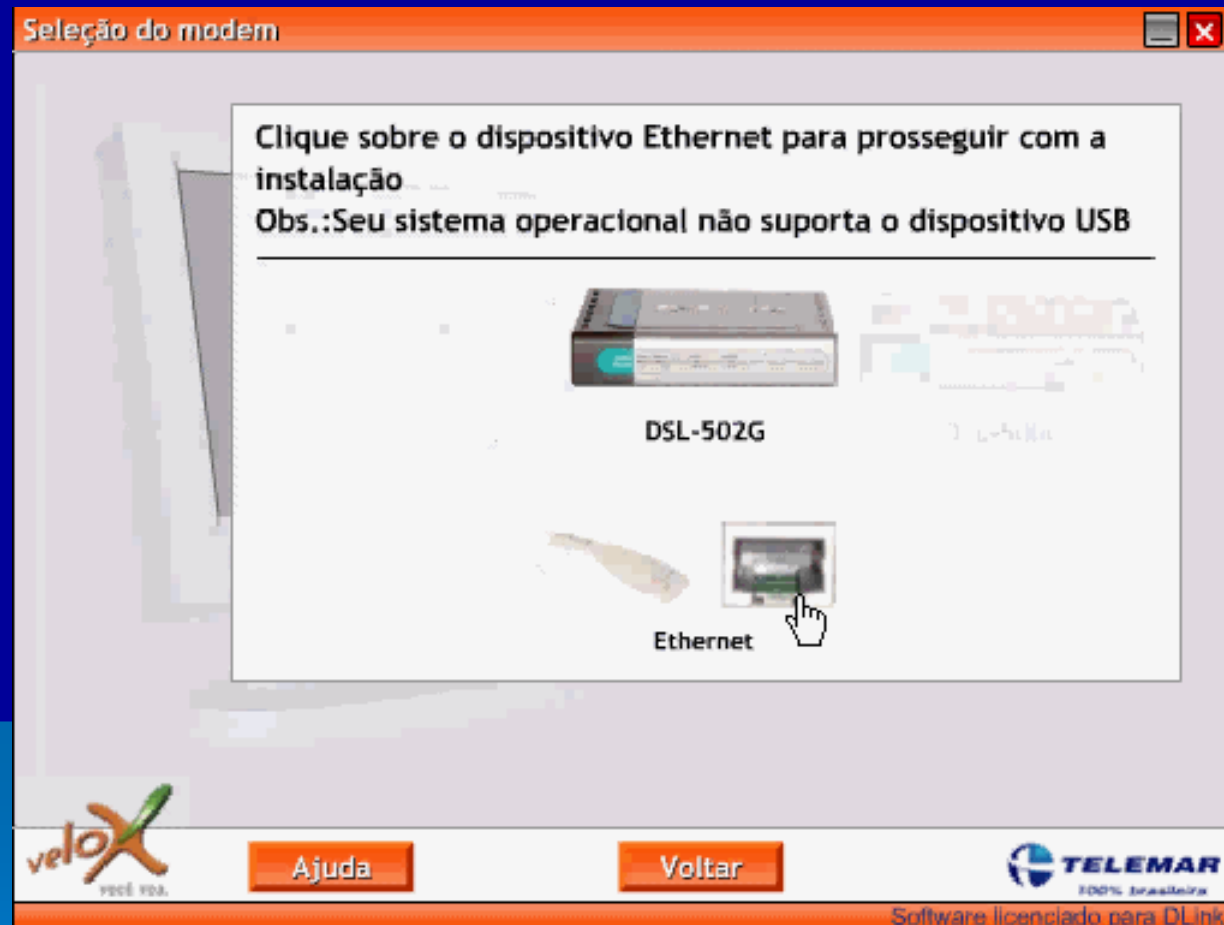 Seleção do modem
Clique sobre o dispositivo Ethernet para prosseguir com a
instalação
Obs.:Seu sistema operacional não suporta o dispositivo USB
DSL-502G
Ethernet
velox
você voa.
Ajuda
Voltar
TELEMAR
100% brasileira
Software licenciado para DLink